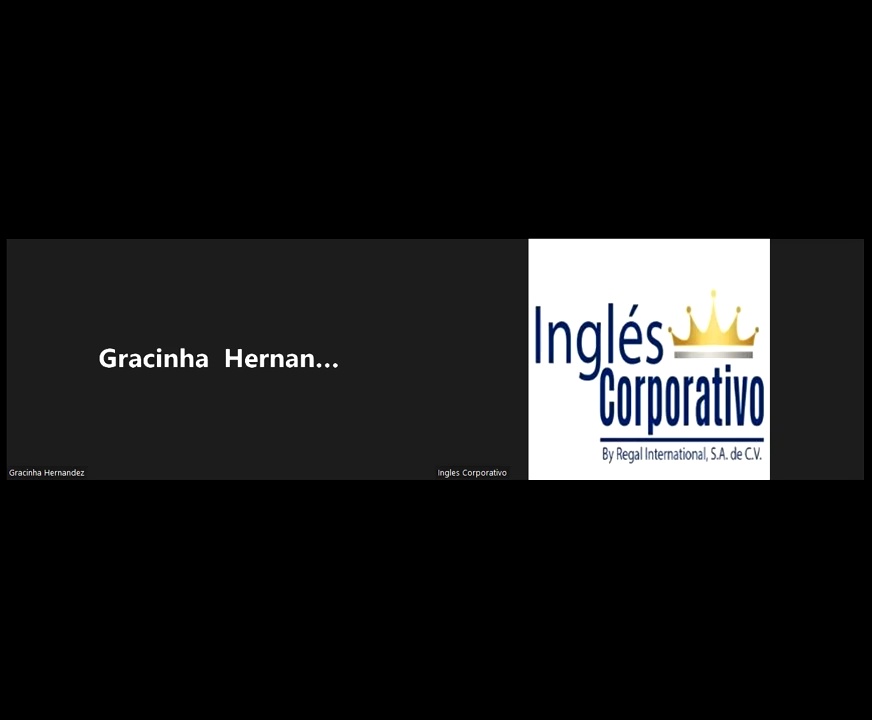 Gracinha Hernan...
Gracinha Hernandez
Inglés
Corporativo
By Regal International, S.A. de C.V.
Ingles Corporativo